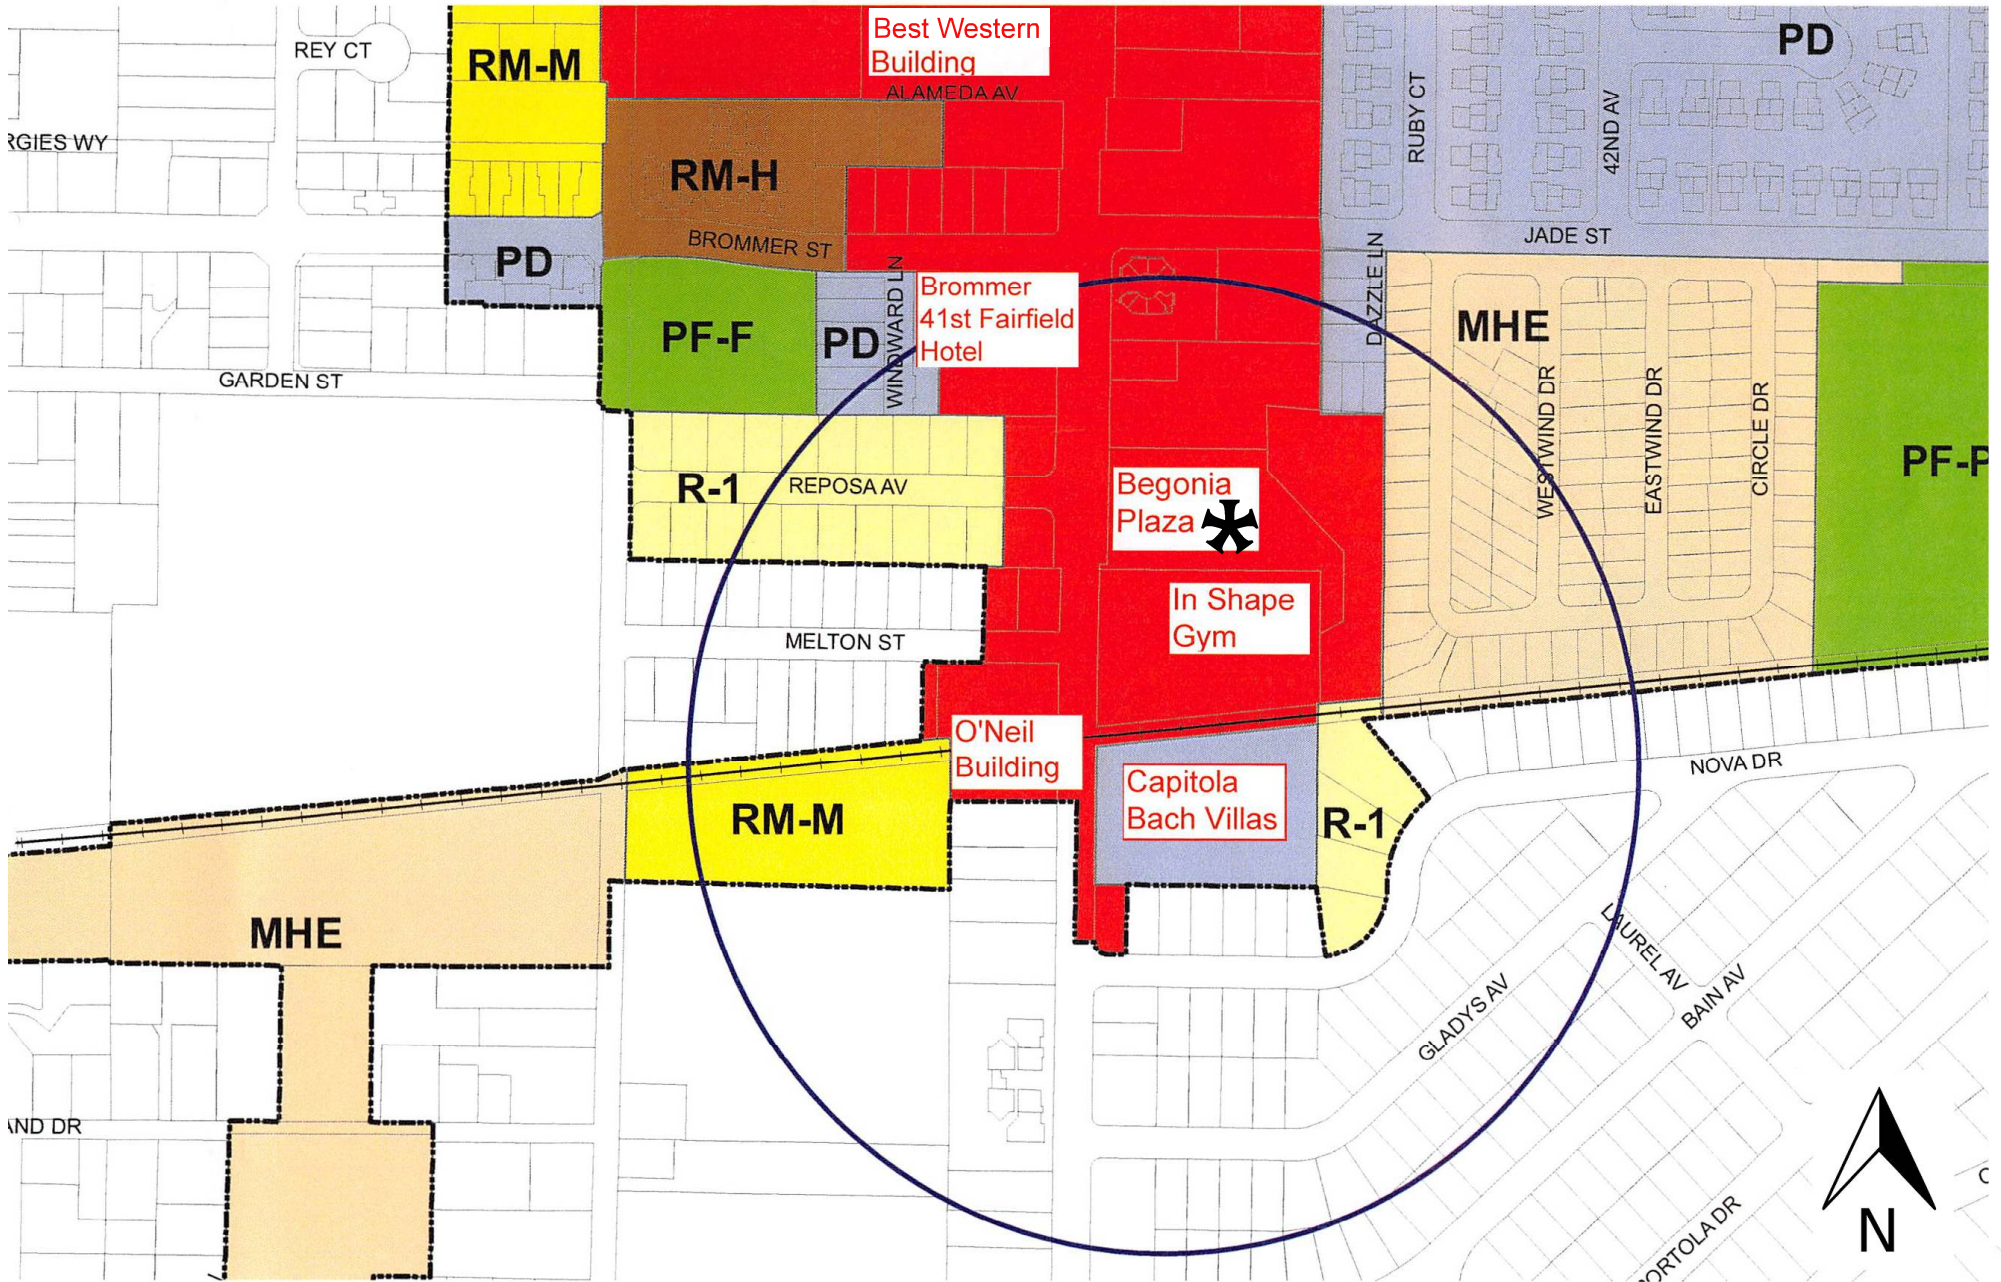 Best Western
Building
REY CT
RM-M
PD
ALAMEDA AV
RUBY CT
42ND AV
RGIES WY
RM-H
BROMMER ST
JADE ST
PD
DAZZLE LN
WINDWARD LN
Brommer
41st Fairfield
Hotel
PF-F
PD
MHE
GARDEN ST
WESTWIND DR
EASTWIND DR
CIRCLE DR
PF-P
R-1
REPOSA AV
Begonia
Plaza
In Shape
Gym
MELTON ST
O'Neil
Building
NOVA DR
Capitola
Bach Villas
RM-M
R-1
MHE
LAUREL AV
BAIN AV
GLADYS AV
AND DR
PORTOLA DR
N